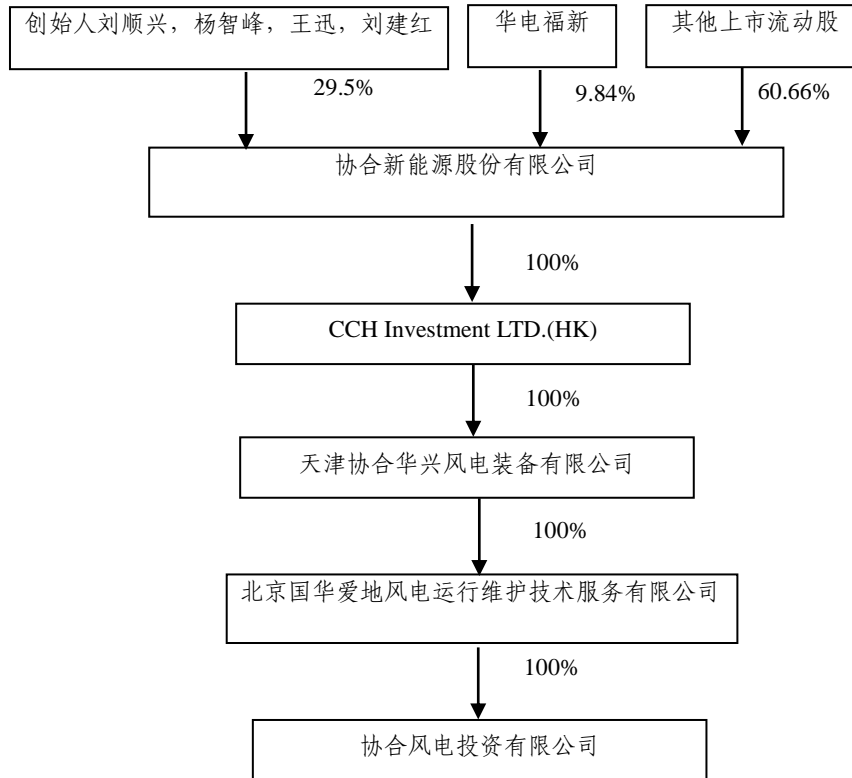 创始人刘顺兴，杨智峰，王迅，刘建红
华电福新
其他上市流动股
29.5%
9.84%
60.66%
协合新能源股份有限公司
100%
CCH Investment LTD.(HK)
100%
天津协合华兴风电装备有限公司
100%
北京国华爱地风电运行维护技术服务有限公司
100%
协合风电投资有限公司